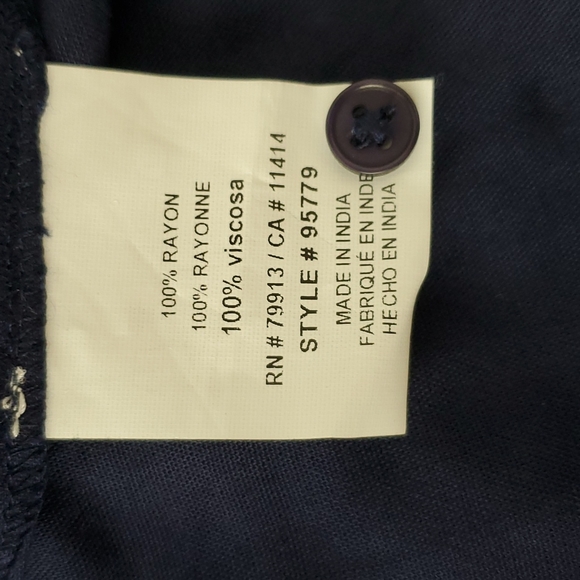 100% RAYON
100% RAYONNE
100% viscosa
RN # 79913 / CA # 11414
STYLE # 95779
MADE IN INDIA
FABRIQUÉ EN INDE
HECHO EN INDIA